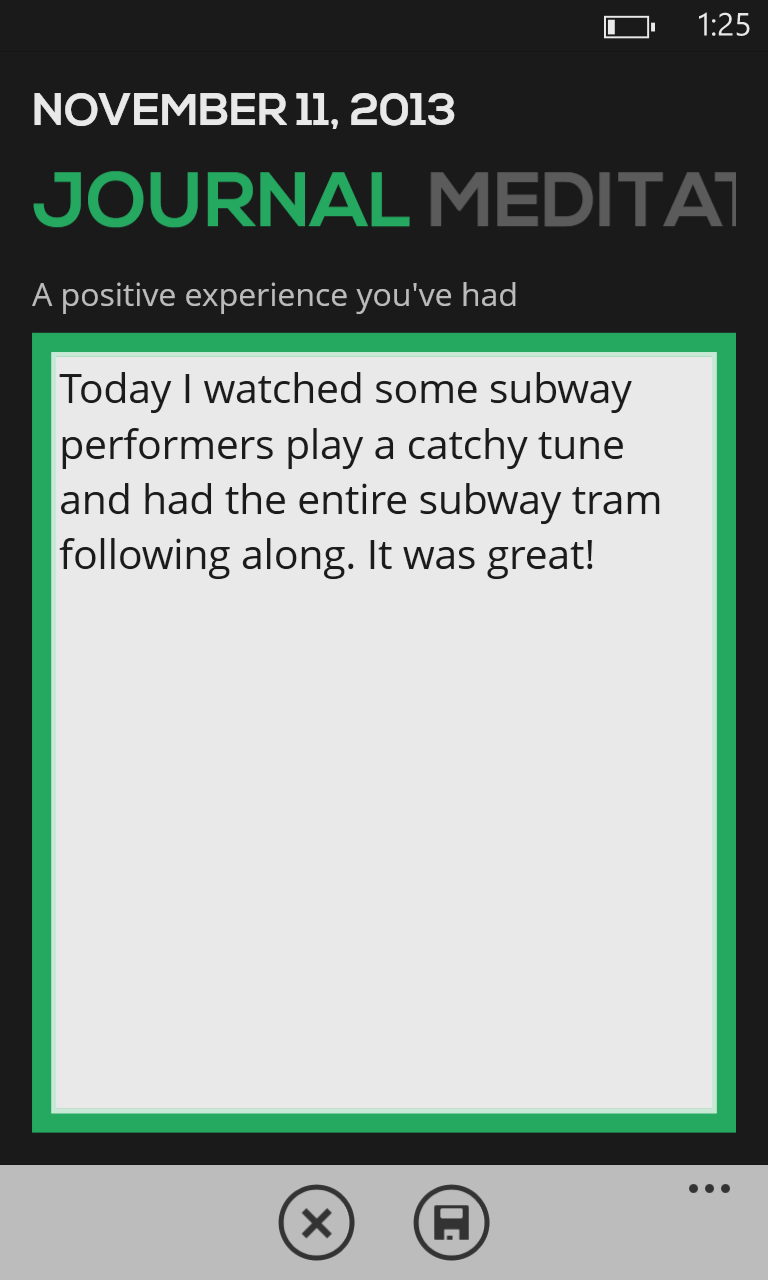 1:25
NOVEMBER 11, 2013
JOURNAL MEDITAT
A positive experience you've had
Today I watched some subway
performers play a catchy tune
and had the entire subway tram
following along. It was great!